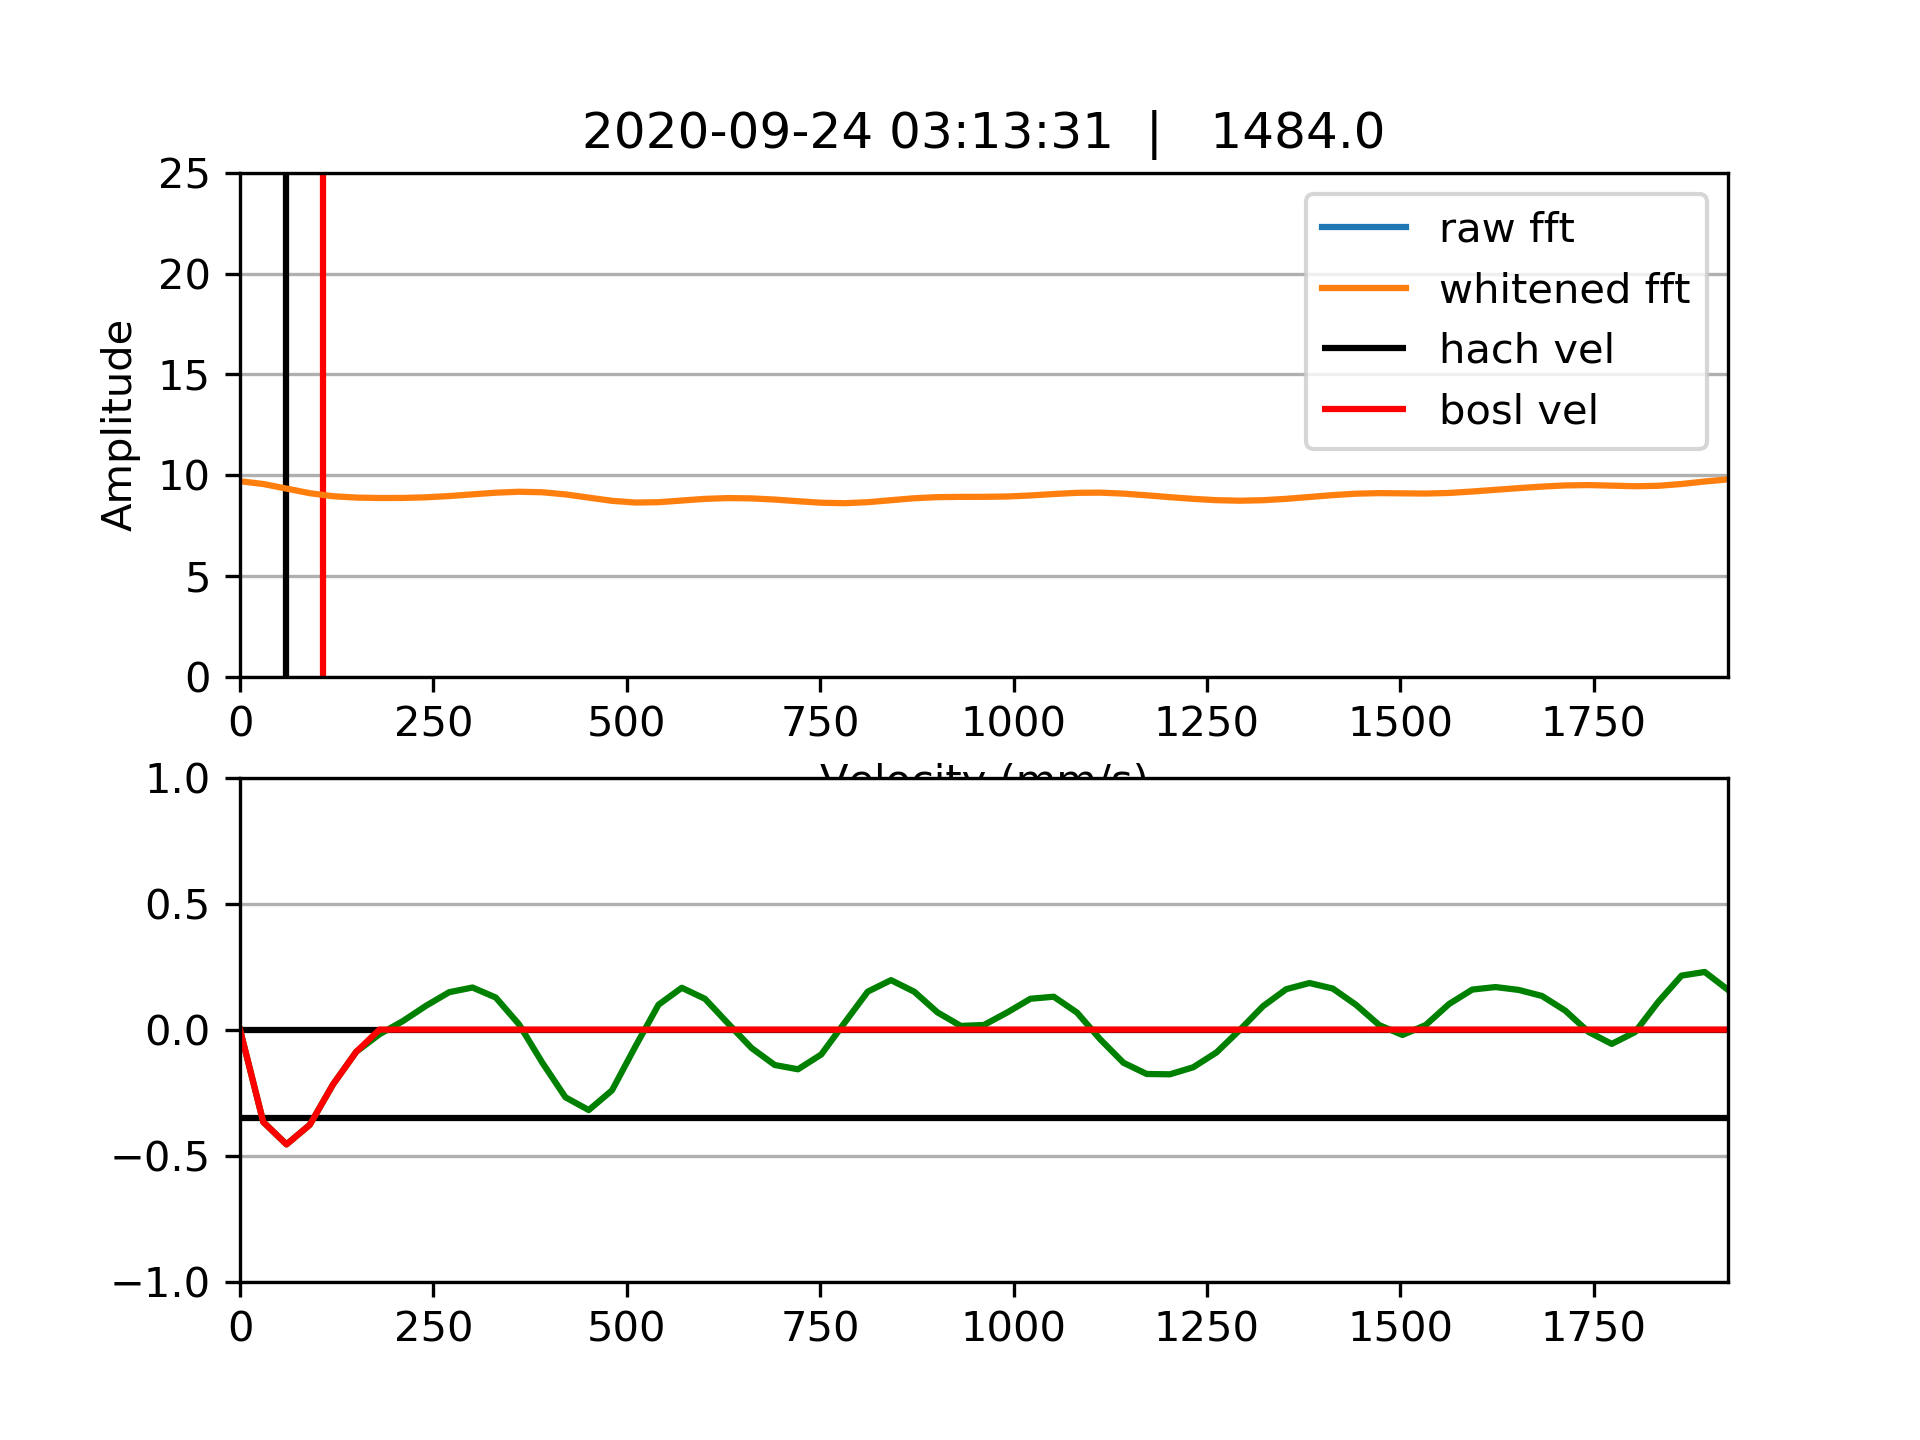 2020-09-24 03:13:31 | 1484.0
25
20
15
10
5
0
Amplitude
raw fft
whitened fft
hach vel
bosl vel
0 250 500 750 1000 1250 1500 1750
Velocity (mm/s)
1.0
0.5
0.0
−0.5
−1.0
0 250 500 750 1000 1250 1500 1750